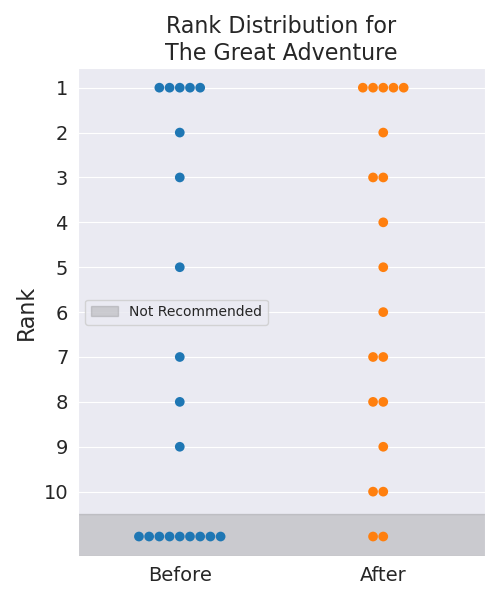 Rank Distribution for
The Great Adventure
Rank
1
2
3
4
5
6
7
8
9
10
Not Recommended
Before
After